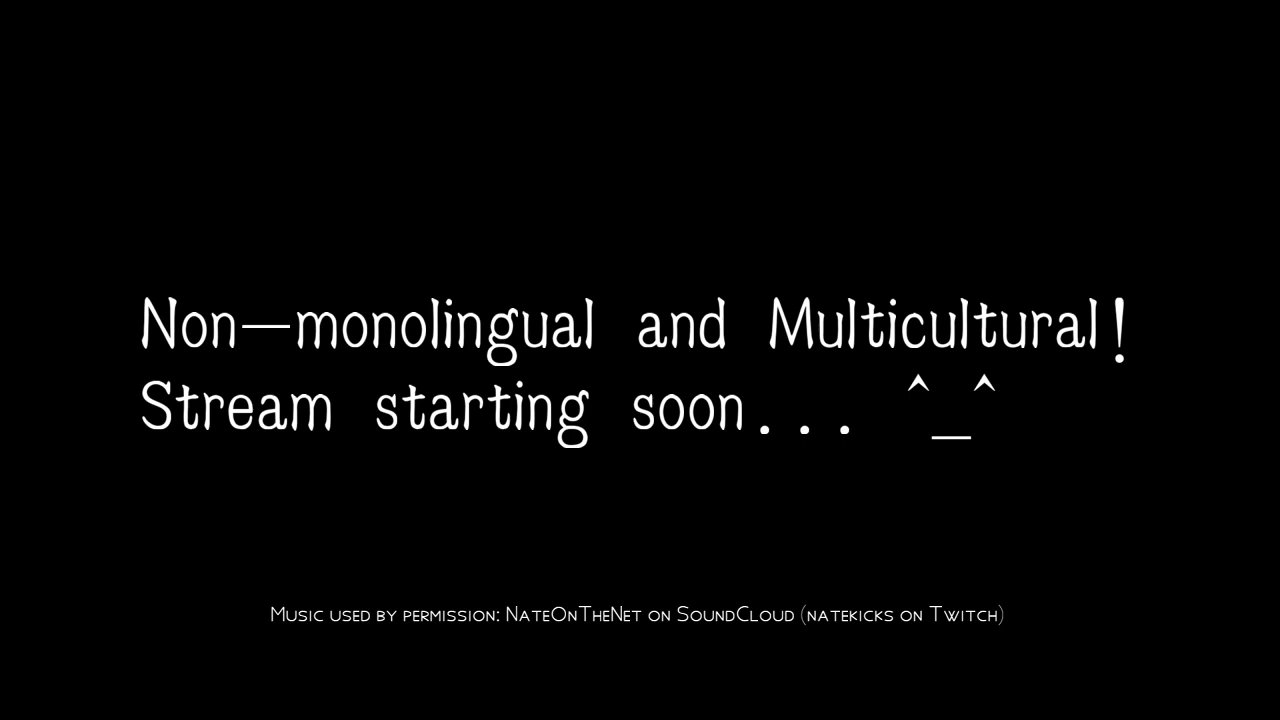 Non-monolingual and Multicultural!
Stream starting soon... ^_^
Music used by permission: NateOnTheNet on SoundCloud (natekicks on Twitch)